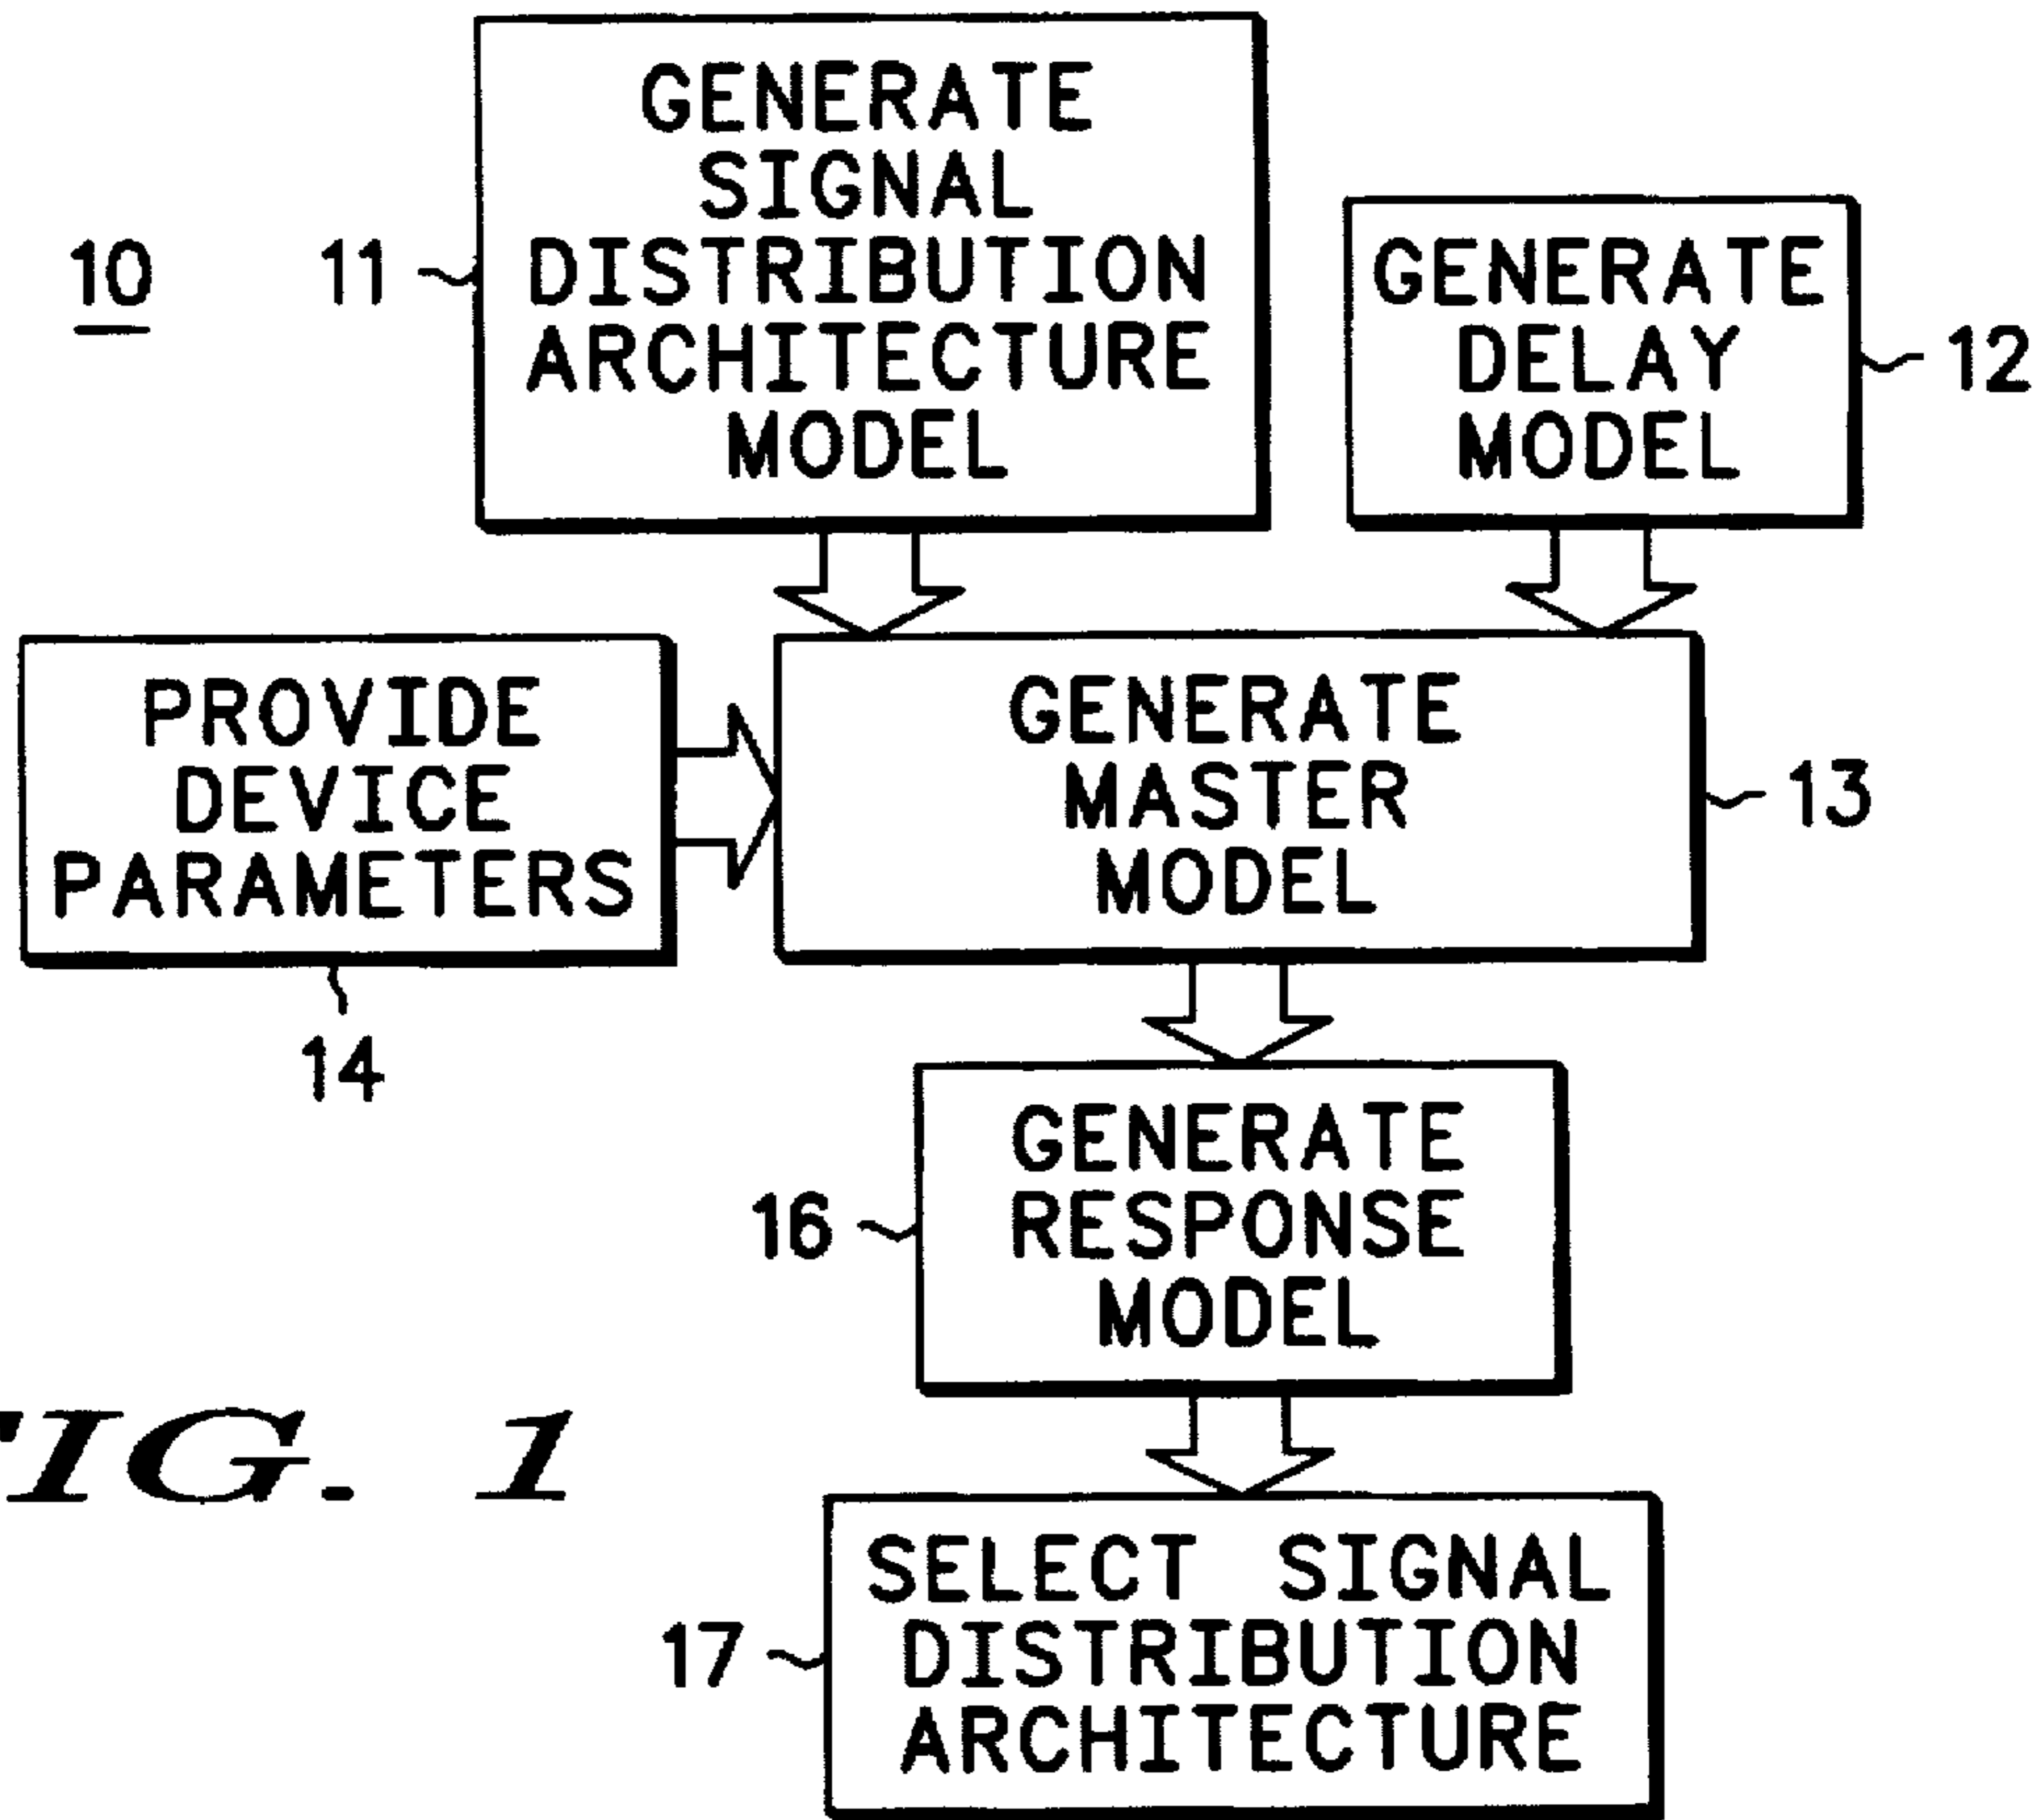 10
11
GENERATE
SIGNAL
DISTRIBUTION
ARCHITECTURE
MODEL
GENERATE
DELAY
MODEL
12
PROVIDE
DEVICE
PARAMETERS
14
GENERATE
MASTER
MODEL
13
16
GENERATE
RESPONSE
MODEL
FIG. 1
17
SELECT SIGNAL
DISTRIBUTION
ARCHITECTURE